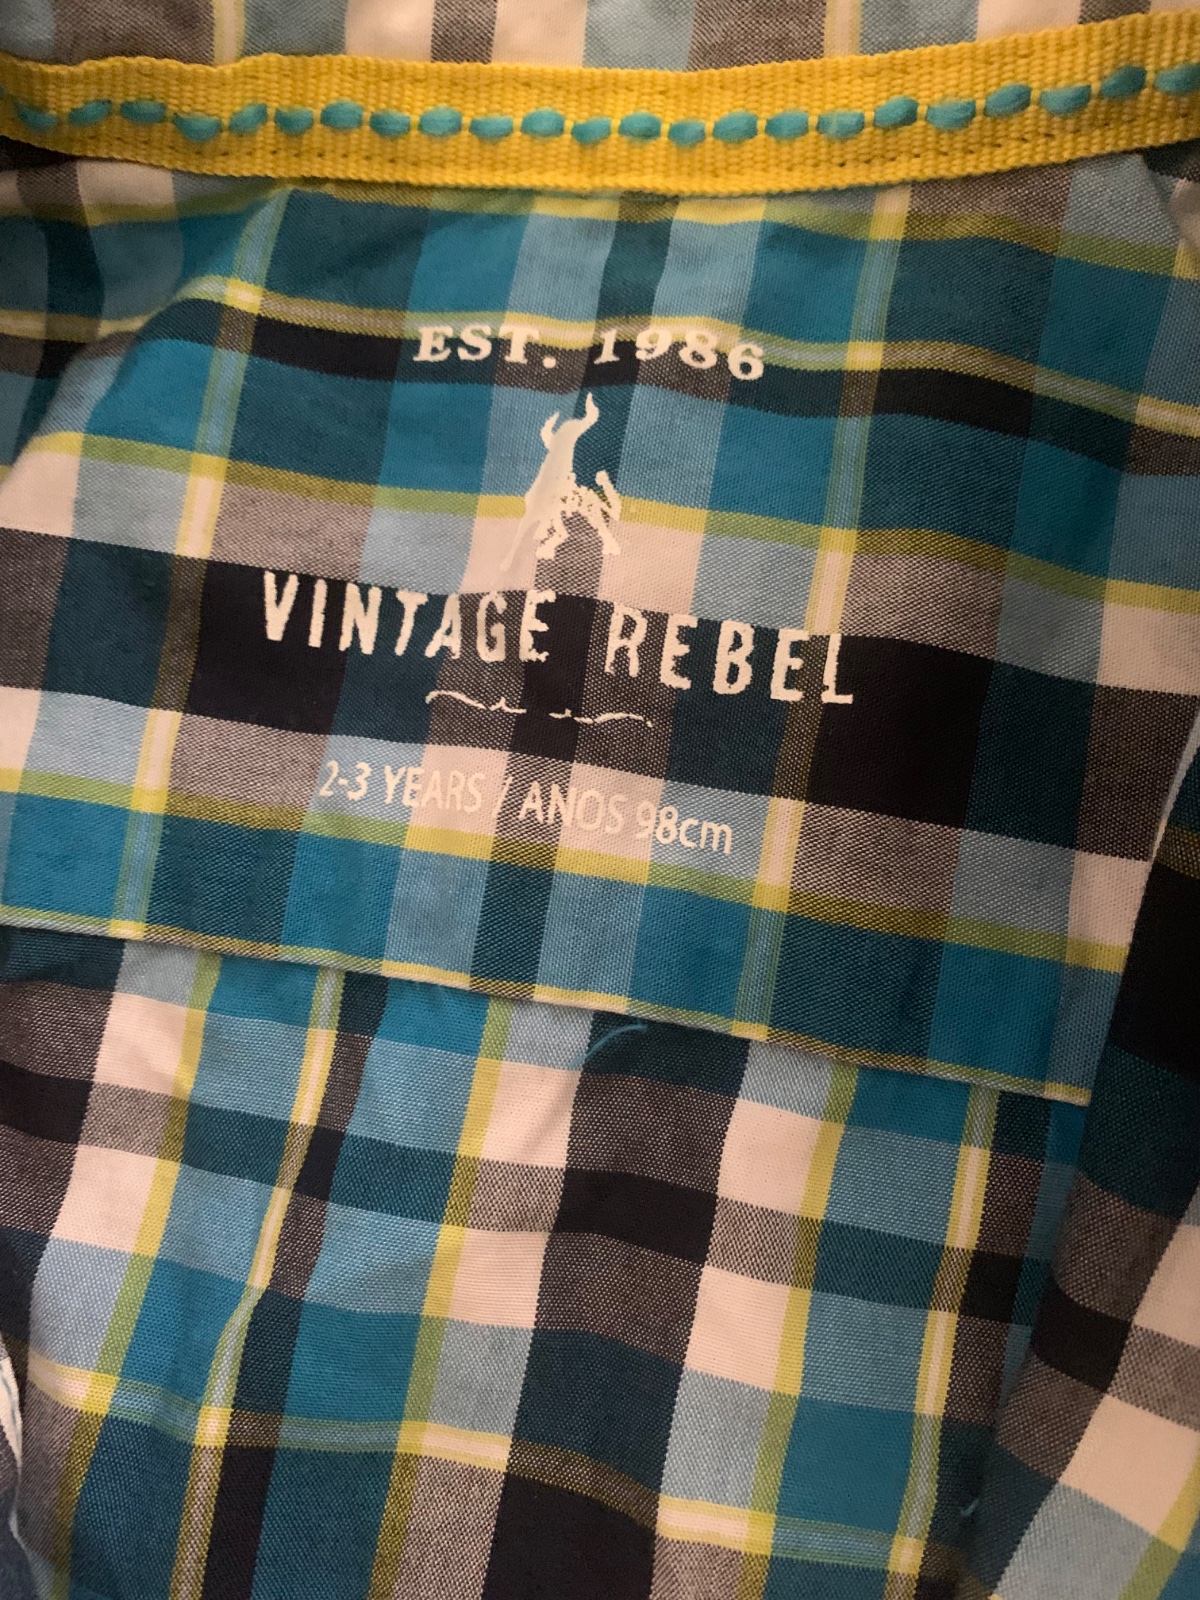 EST. 1986
VINTAGE REBEL
2-3 YEARS / ANOS 98cm